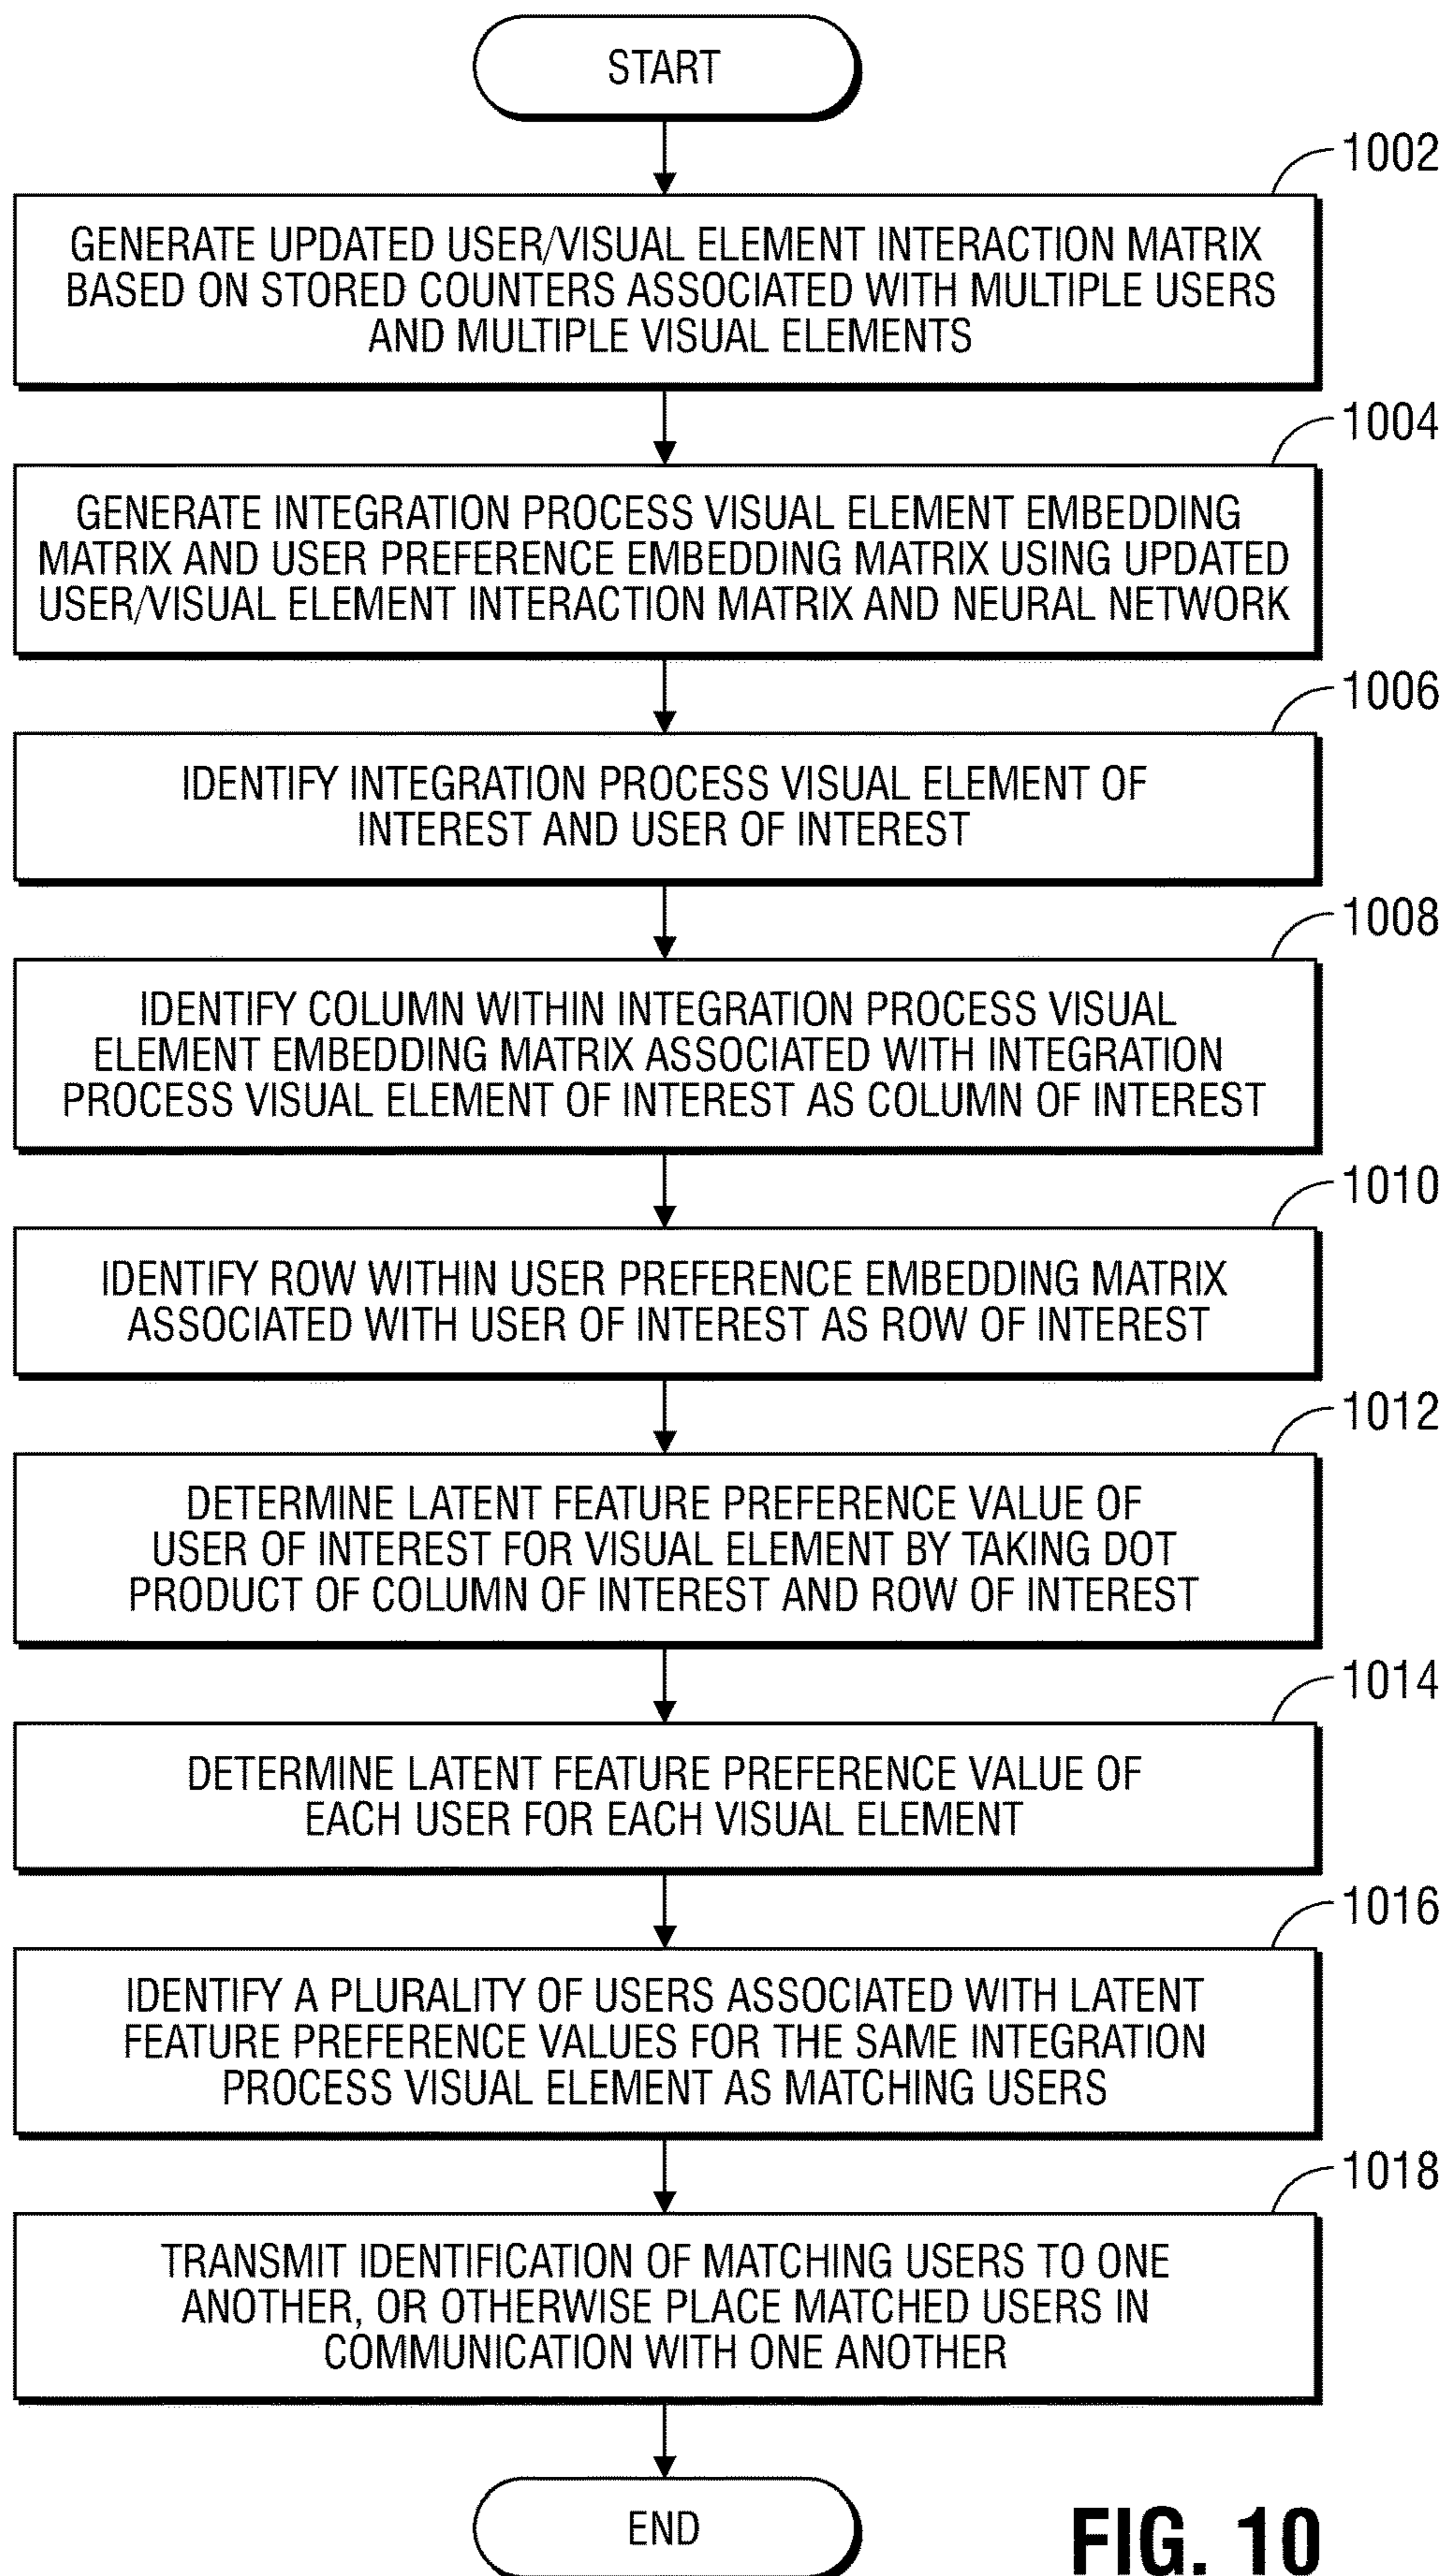 START
1002
GENERATE UPDATED USER/VISUAL ELEMENT INTERACTION MATRIX
BASED ON STORED COUNTERS ASSOCIATED WITH MULTIPLE USERS
AND MULTIPLE VISUAL ELEMENTS
1004
GENERATE INTEGRATION PROCESS VISUAL ELEMENT EMBEDDING
MATRIX AND USER PREFERENCE EMBEDDING MATRIX USING UPDATED
USER/VISUAL ELEMENT INTERACTION MATRIX AND NEURAL NETWORK
1006
IDENTIFY INTEGRATION PROCESS VISUAL ELEMENT OF
INTEREST AND USER OF INTEREST
1008
IDENTIFY COLUMN WITHIN INTEGRATION PROCESS VISUAL
ELEMENT EMBEDDING MATRIX ASSOCIATED WITH INTEGRATION
PROCESS VISUAL ELEMENT OF INTEREST AS COLUMN OF INTEREST
1010
IDENTIFY ROW WITHIN USER PREFERENCE EMBEDDING MATRIX
ASSOCIATED WITH USER OF INTEREST AS ROW OF INTEREST
1012
DETERMINE LATENT FEATURE PREFERENCE VALUE OF
USER OF INTEREST FOR VISUAL ELEMENT BY TAKING DOT
PRODUCT OF COLUMN OF INTEREST AND ROW OF INTEREST
1014
DETERMINE LATENT FEATURE PREFERENCE VALUE OF
EACH USER FOR EACH VISUAL ELEMENT
1016
IDENTIFY A PLURALITY OF USERS ASSOCIATED WITH LATENT
FEATURE PREFERENCE VALUES FOR THE SAME INTEGRATION
PROCESS VISUAL ELEMENT AS MATCHING USERS
1018
TRANSMIT IDENTIFICATION OF MATCHING USERS TO ONE
ANOTHER, OR OTHERWISE PLACE MATCHED USERS IN
COMMUNICATION WITH ONE ANOTHER
END
FIG. 10